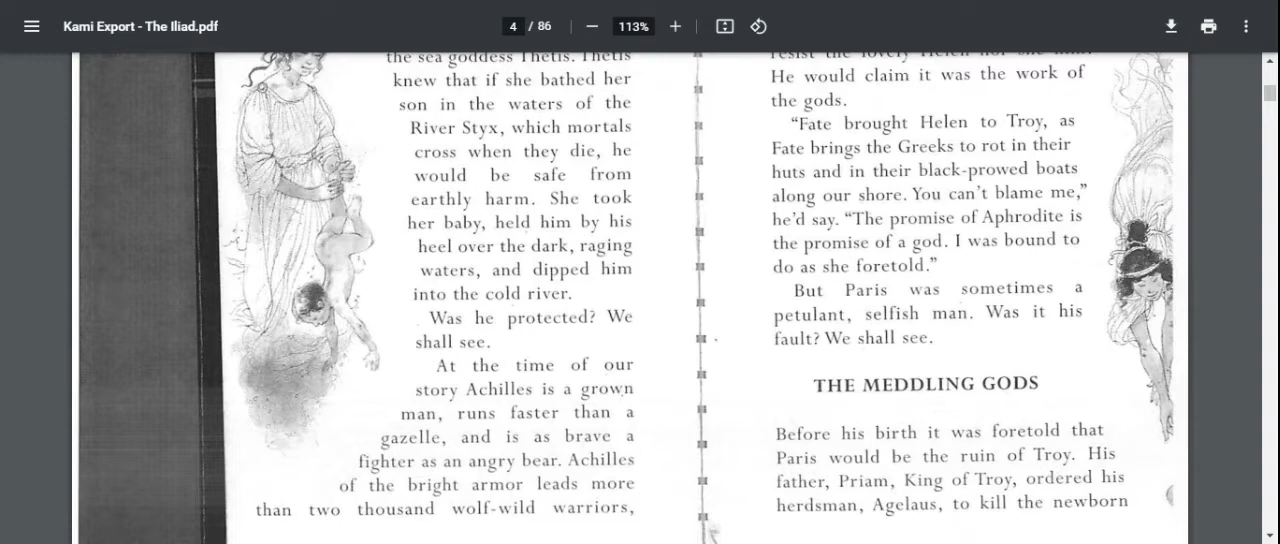 Kami Export - The Iliad.pdf
4 / 86
113%
the sea goddess Thetis. Thetis
knew that if she bathed her
son in the waters of the
River Styx, which mortals
cross when they die, he
would be safe from
earthly harm. She took
her baby, held him by his
heel over the dark, raging
waters, and dipped him
into the cold river.
Was he protected? We
shall see.
At the time of our
story Achilles is a grown
man, runs faster than a
gazelle, and is as brave a
fighter as an angry bear. Achilles
of the bright armor leads more
than two thousand wolf-wild warriors,
resist the lovely Helen nor she him.
He would claim it was the work of
the gods.
“Fate brought Helen to Troy, as
Fate brings the Greeks to rot in their
huts and in their black-prowed boats
along our shore. You can’t blame me,”
he’d say. “The promise of Aphrodite is
the promise of a god. I was bound to
do as she foretold.”
But Paris was sometimes a
petulant, selfish man. Was it his
fault? We shall see.
THE MEDDLING GODS
Before his birth it was foretold that
Paris would be the ruin of Troy. His
father, Priam, King of Troy, ordered his
herdsman, Agelaus, to kill the newborn